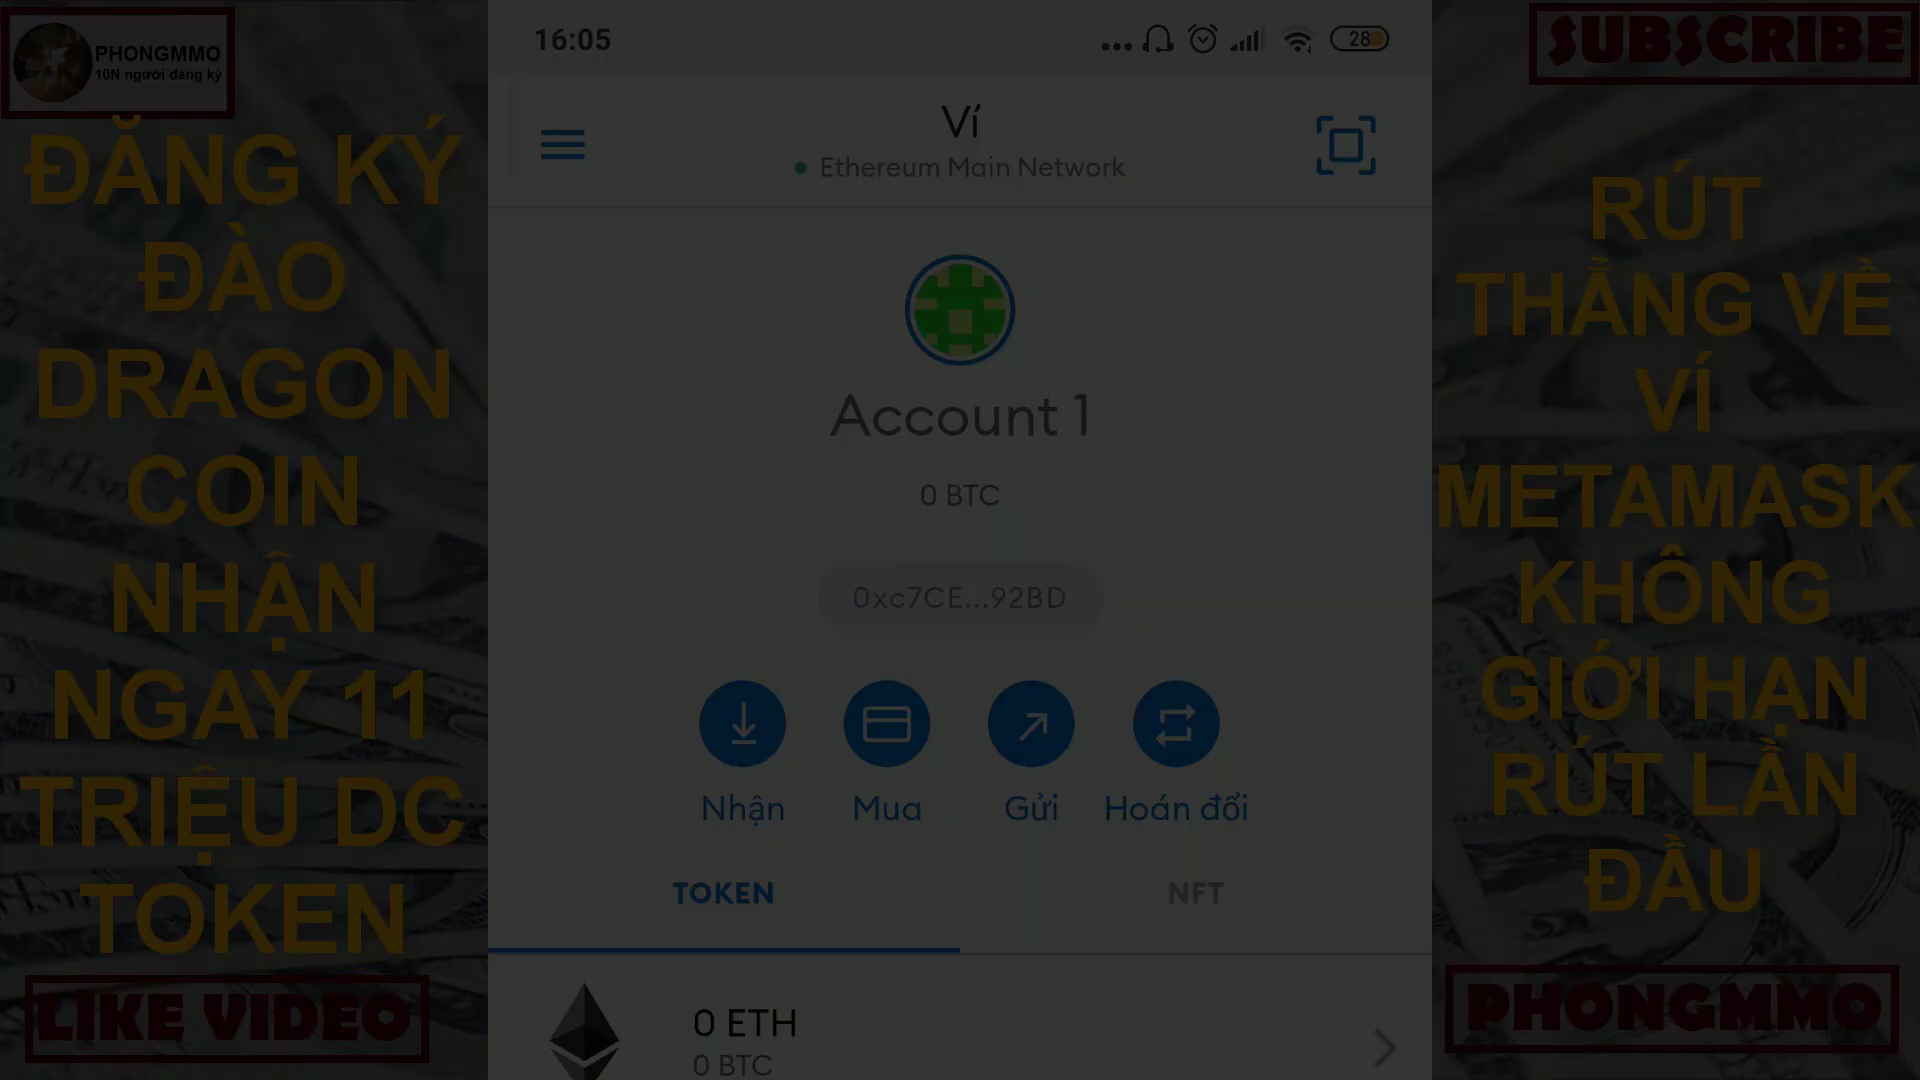 PHONGMMO
10N người đăng ký
ĐĂNG KÝ
ĐÀO
DRAGON
COIN
NHẬN
NGAY 11
TRIỆU DC
TOKEN
LIKE VIDEO
16:05
28
Ví
Ethereum Main Network
Account 1
0 BTC
0xc7CE...92BD
Nhận
Mua
Gửi
Hoán đổi
TOKEN
NFT
0 ETH
0 BTC
SUBSCRIBE
RÚT
THẲNG VỀ
VÍ
METAMASK
KHÔNG
GIỚI HẠN
RÚT LẦN
ĐẦU
PHONGMMO